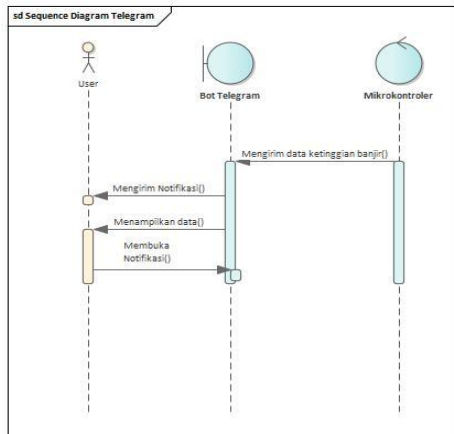 sd Sequence Diagram Telegram
User
Bot Telegram
Mikrokontroler
Mengirim data ketinggian banjir()
Mengirim Notifikasi()
Menampilkan data()
Membuka
Notifikasi()